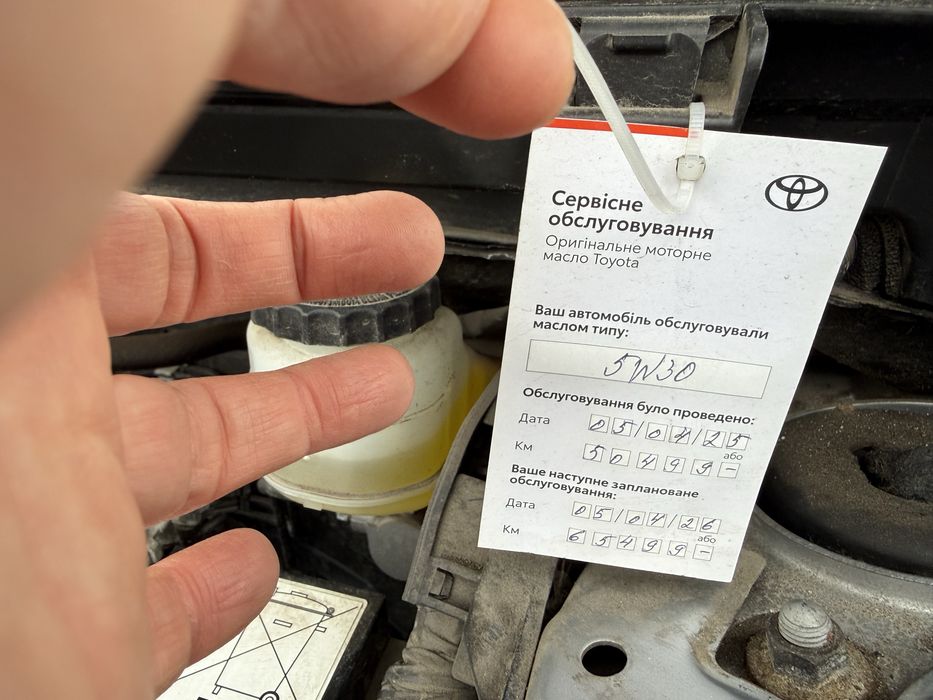 Сервісне
обслуговування
Оригінальне моторне
масло Toyota
Ваш автомобіль обслуговували
маслом типу:
5W30
Обслуговування було проведено:
Дата 05/04/25
або
Км 50499-
Ваше наступне заплановане
обслуговування:
Дата 05/04/26
або
Км 65499-